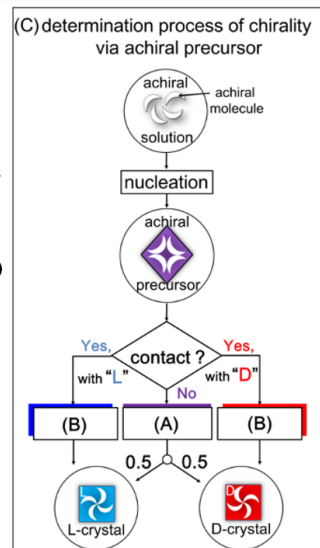 (C) determination process of chirality
via achiral precursor
achiral
achiral
molecule
solution
nucleation
achiral
precursor
Yes,
contact ?
Yes,
with "L"
with "D"
No
(B)
(A)
(B)
0.5
0.5
L
D
L-crystal
D-crystal